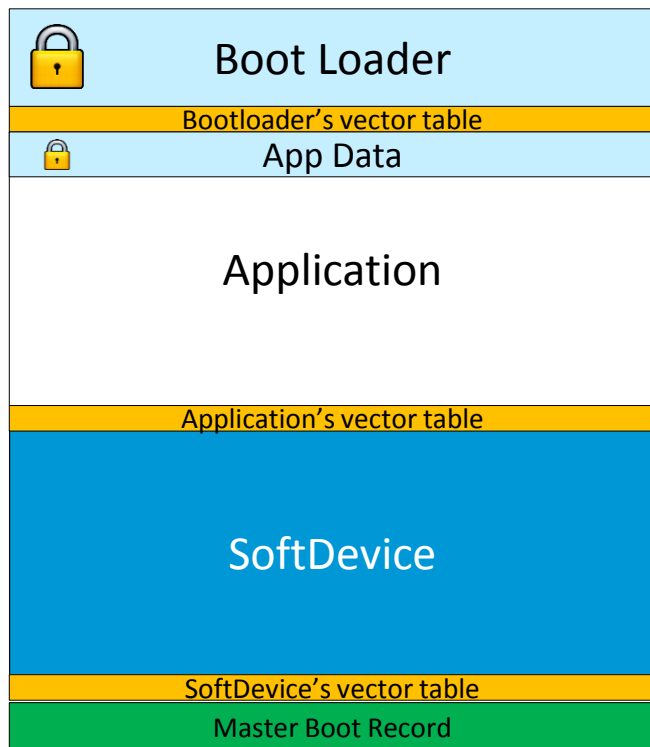 Boot Loader
Bootloader's vector table
App Data
Application
Application's vector table
SoftDevice
SoftDevice's vector table
Master Boot Record